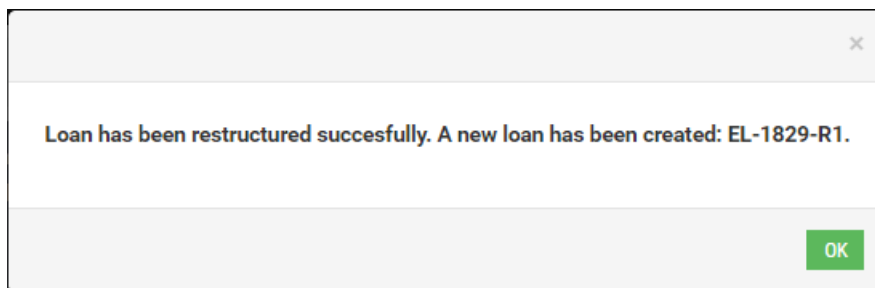 ×
Loan has been restructured succesfully. A new loan has been created: EL-1829-R1.
OK